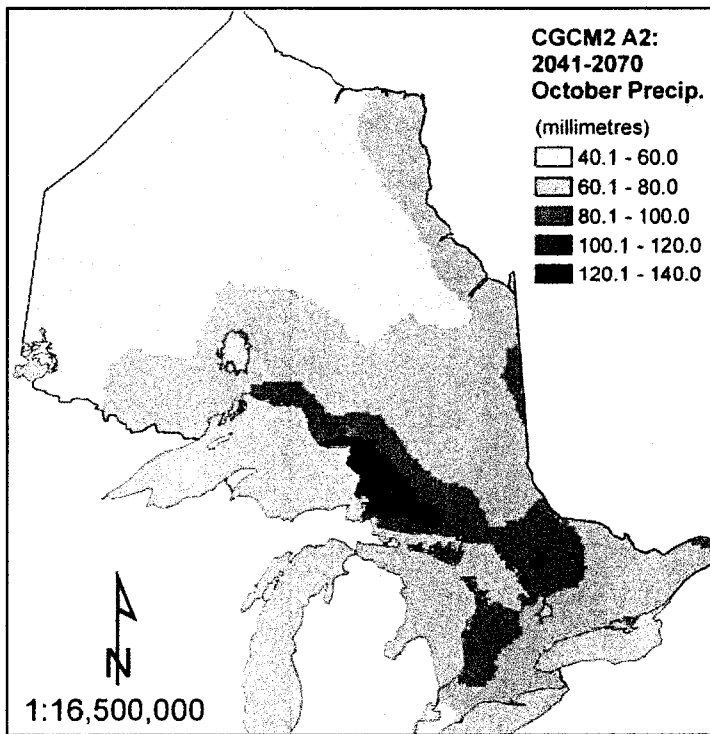 CGCM2 A2:
2041-2070
October Precip.
(millimetres)
40.1 - 60.0
60.1 - 80.0
80.1 - 100.0
100.1 - 120.0
120.1 - 140.0
N
1:16,500,000